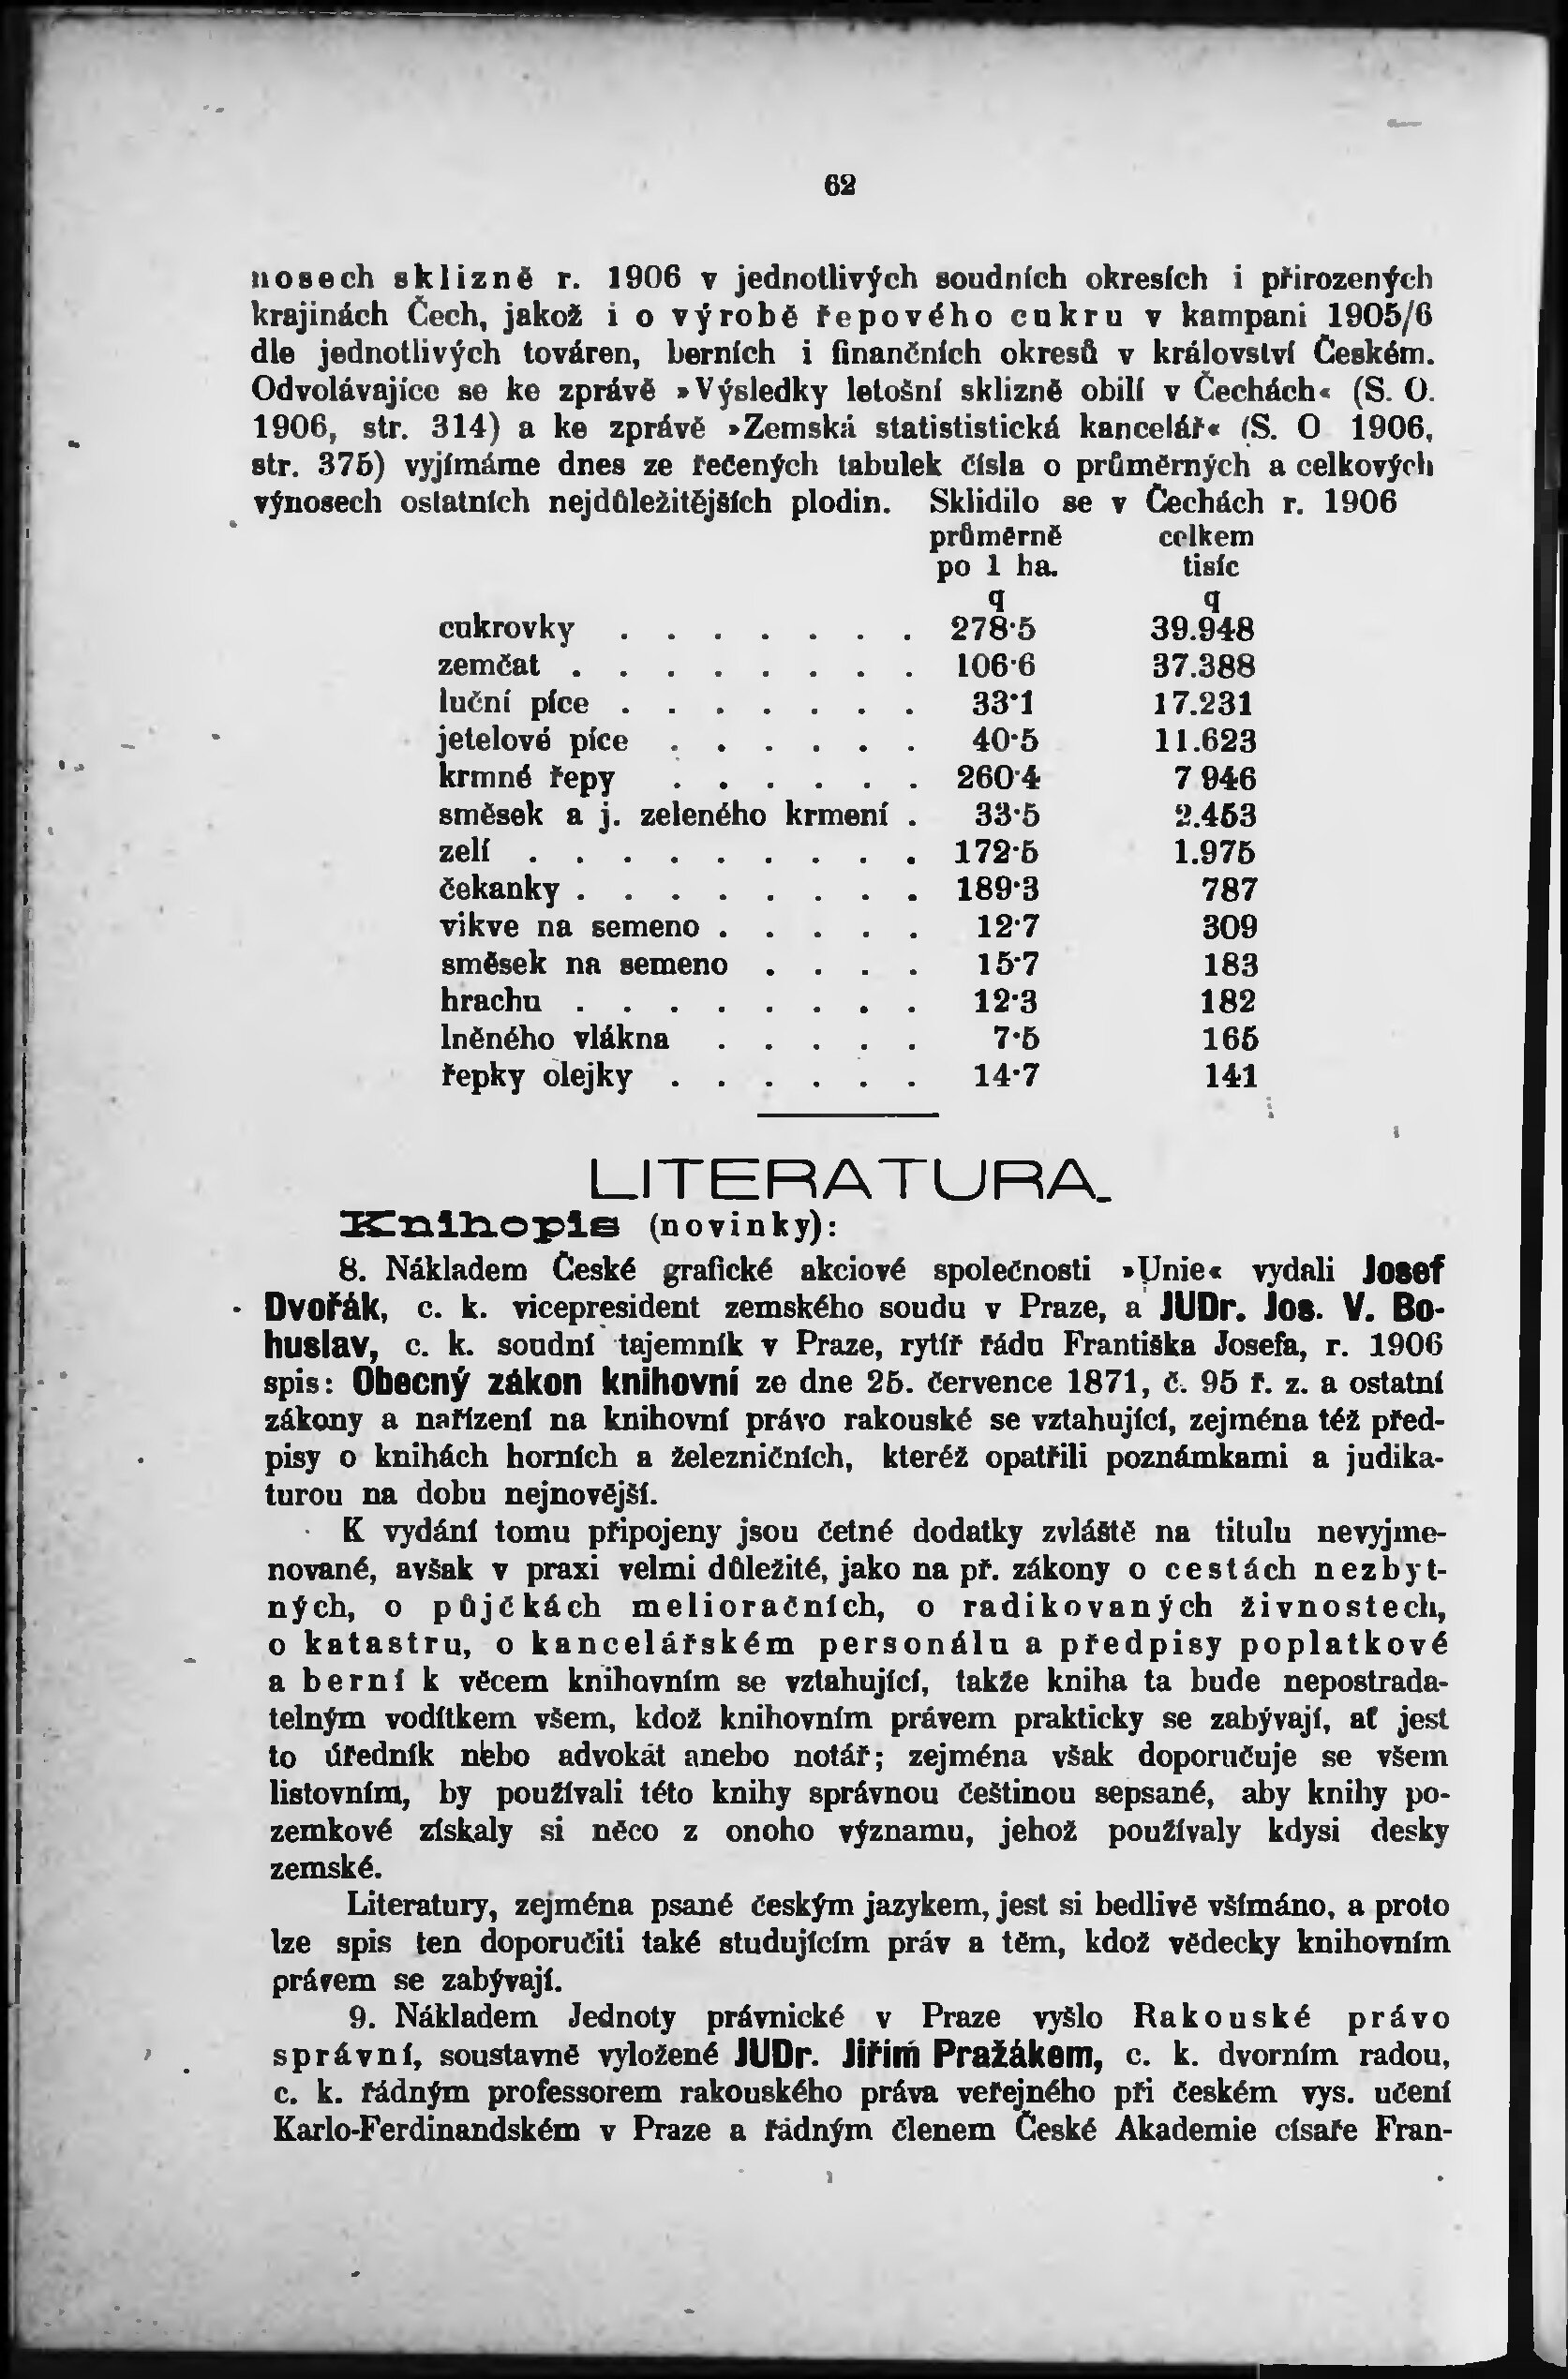 62
nosech sklizně r. 1906 v jednotlivých soudních okresích i přirozených
krajinách Čech, jakož i o výrobě řepového cukru v kampani 1905/6
dle jednotlivých továren, berních i finančních okresů v království Českém.
Odvolávajíce se ke zprávě »Výsledky letošní sklizně obilí v Čechách« (S. O.
1906, str. 314) a ke zprávě »Zemská statististická kancelář« (S. O 1906,
str. 375) vyjímáme dnes ze řečených tabulek čísla o průměrných a celkových
výnosech ostatních nejdůležitějších plodin. Sklidilo se v Čechách r. 1906
průměrně celkem
po 1 ha. tisíc
q q
cukrovky . . . . . . . 278·5 39.948
zemčat . . . . . . . . 106·6 37.388
luční píce . . . . . . . 33·1 17.231
jetelové píce . . . . . . 40·5 11.623
krmné řepy . . . . . . 260·4 7 946
směsek a j. zeleného krmení . 33·5 2.453
zelí . . . . . . . . . 172·5 1.975
čekanky . . . . . . . . 189·3 787
vikve na semeno . . . . . 12·7 309
směsek na semeno . . . . 15·7 183
hrachu . . . . . . . . 12·3 182
lněného vlákna . . . . . 7·5 165
řepky olejky . . . . . . 14·7 141
LITERATURA.
Knihopis (novinky):
8. Nákladem České grafické akciové společnosti »Unie« vydali Josef
Dvořák, c. k. vicepresident zemského soudu v Praze, a JUDr. Jos. V. Bo-
huslav, c. k. soudní tajemník v Praze, rytíř řádu Františka Josefa, r. 1906
spis: Obecný zákon knihovní ze dne 25. července 1871, č. 95 ř. z. a ostatní
zákony a nařízení na knihovní právo rakouské se vztahující, zejména též před-
pisy o knihách horních a železničních, kteréž opatřili poznámkami a judika-
turou na dobu nejnovější.
K vydání tomu připojeny jsou četné dodatky zvláště na titulu nevyjme-
nované, avšak v praxi velmi důležité, jako na př. zákony o cestách nezbyt-
ných, o půjčkách melioračních, o radikovaných živnostech,
o katastru, o kancelářském personálu a předpisy poplatkové
a berní k věcem knihovním se vztahující, takže kniha ta bude nepostrada-
telným vodítkem všem, kdož knihovním právem prakticky se zabývají, ať jest
to úředník nebo advokát anebo notář; zejména však doporučuje se všem
listovním, by používali této knihy správnou češtinou sepsané, aby knihy po-
zemkové získaly si něco z onoho významu, jehož používaly kdysi desky
zemské.
Literatury, zejména psané českým jazykem, jest si bedlivě všímáno, a proto
lze spis ten doporučiti také studujícím práv a těm, kdož vědecky knihovním
právem se zabývají.
9. Nákladem Jednoty právnické v Praze vyšlo Rakouské právo
správní, soustavně vyložené JUDr. Jiřím Pražákem, c. k. dvorním radou,
c. k. řádným professorem rakouského práva veřejného při českém vys. učení
Karlo-Ferdinandském v Praze a řádným členem České Akademie císaře Fran-